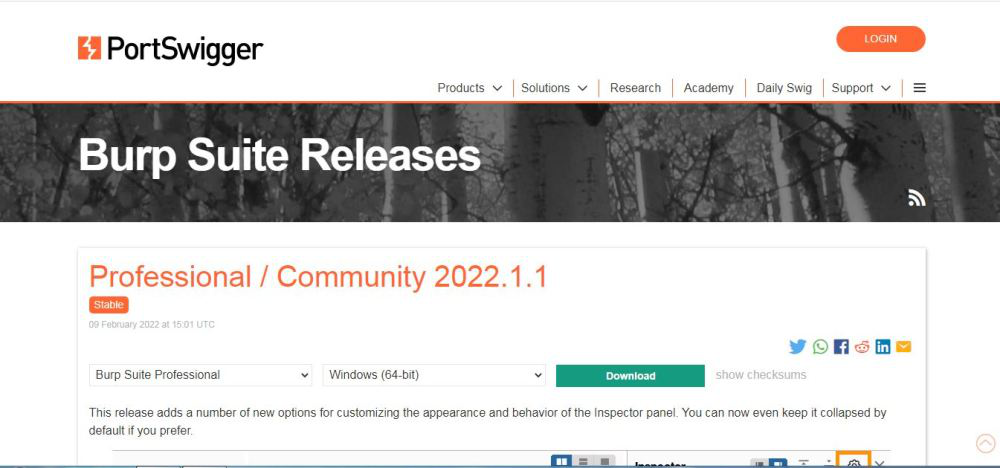 PortSwigger
LOGIN
Products
Solutions
Research
Academy
Daily Swig
Support
Burp Suite Releases
Professional / Community 2022.1.1
Stable
09 February 2022 at 15:01 UTC
Burp Suite Professional
Windows (64-bit)
Download
show checksums
This release adds a number of new options for customizing the appearance and behavior of the Inspector panel. You can now even keep it collapsed by
default if you prefer.
Inspector